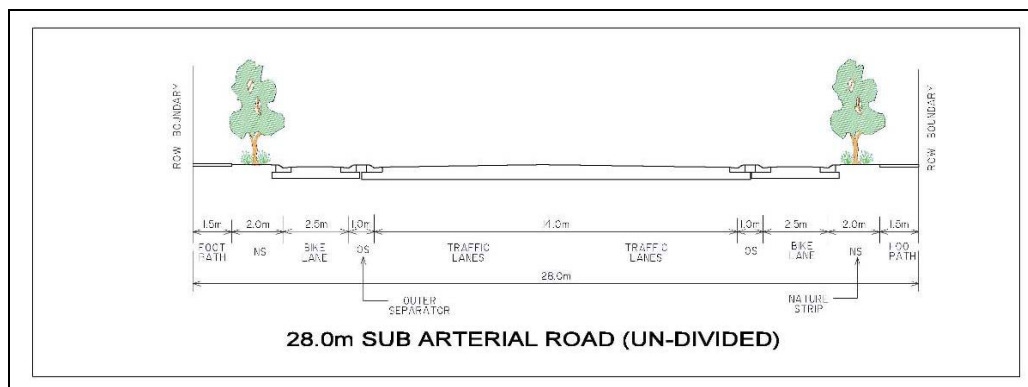 ROW BOUNDARY
ROW BOUNDARY
1.5m 2.0m 2.5m 1.0m 14.0m 1.0m 2.5m 2.0m 1.5m
FOOT PATH
NS
BIKE LANE
OS
TRAFFIC LANES
TRAFFIC LANES
OS
BIKE LANE
NS
FOO PATH
28.0m
OUTER SEPARATOR
NATURE STRIP
28.0m SUB ARTERIAL ROAD (UN-DIVIDED)